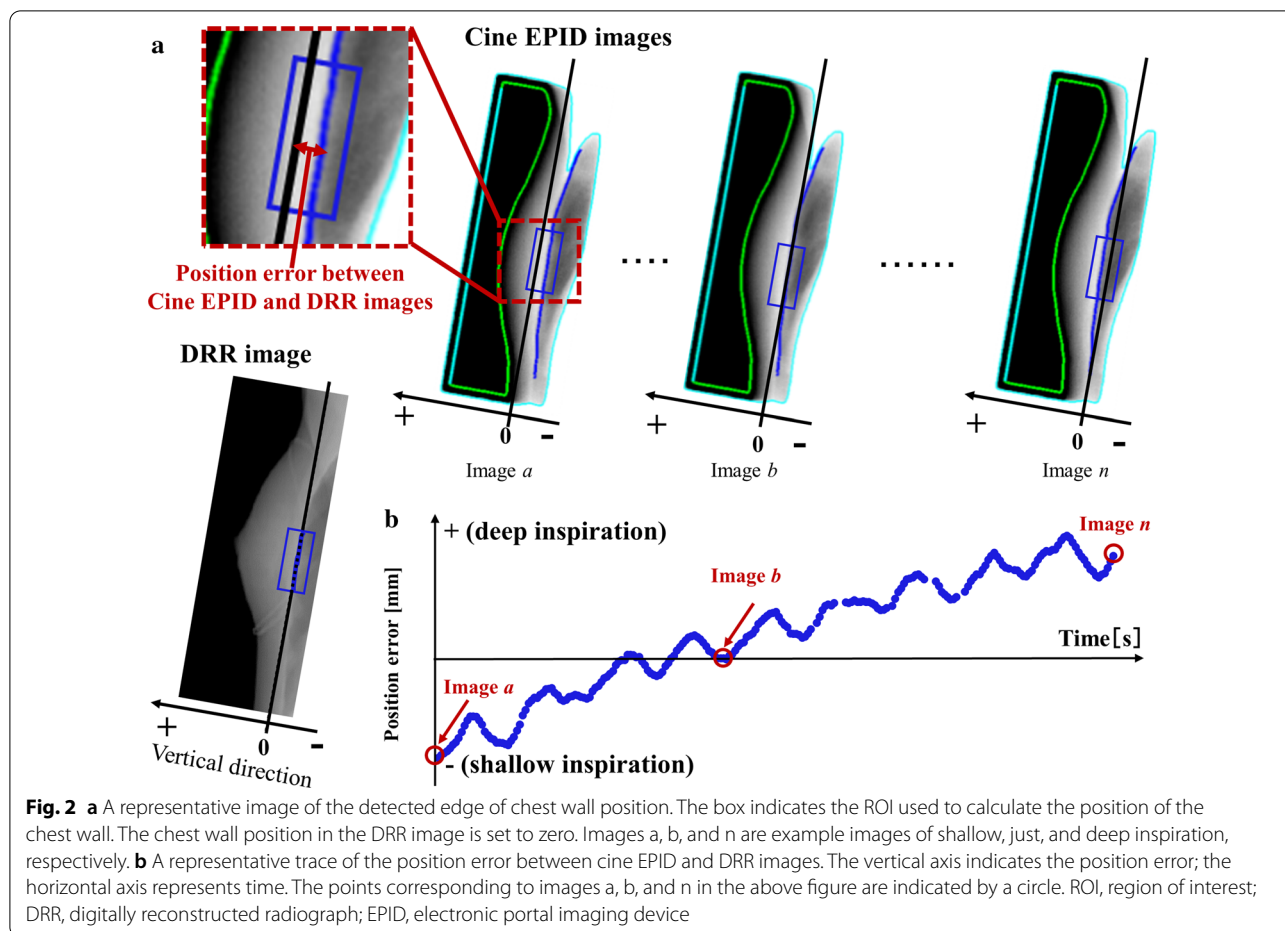 a
Cine EPID images
Position error between
Cine EPID and DRR images
.... ......
DRR image
+ 0 -
+ 0 -
+ 0 -
Image a
Image b
Image n
+ 0 -
Vertical direction
b
+ (deep inspiration)
Image n
Image b
Time[s]
Position error [mm]
Image a
- (shallow inspiration)
Fig. 2 a A representative image of the detected edge of chest wall position. The box indicates the ROI used to calculate the position of the
chest wall. The chest wall position in the DRR image is set to zero. Images a, b, and n are example images of shallow, just, and deep inspiration,
respectively. b A representative trace of the position error between cine EPID and DRR images. The vertical axis indicates the position error; the
horizontal axis represents time. The points corresponding to images a, b, and n in the above figure are indicated by a circle. ROI, region of interest;
DRR, digitally reconstructed radiograph; EPID, electronic portal imaging device